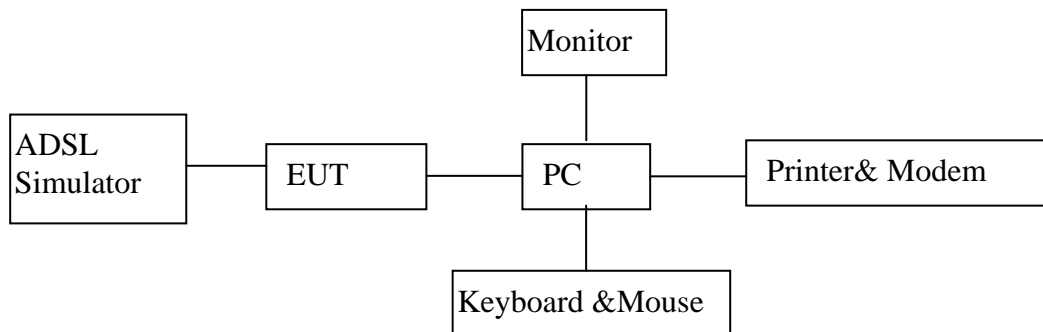 Monitor
ADSL
Simulator
EUT
PC
Printer& Modem
Keyboard &Mouse